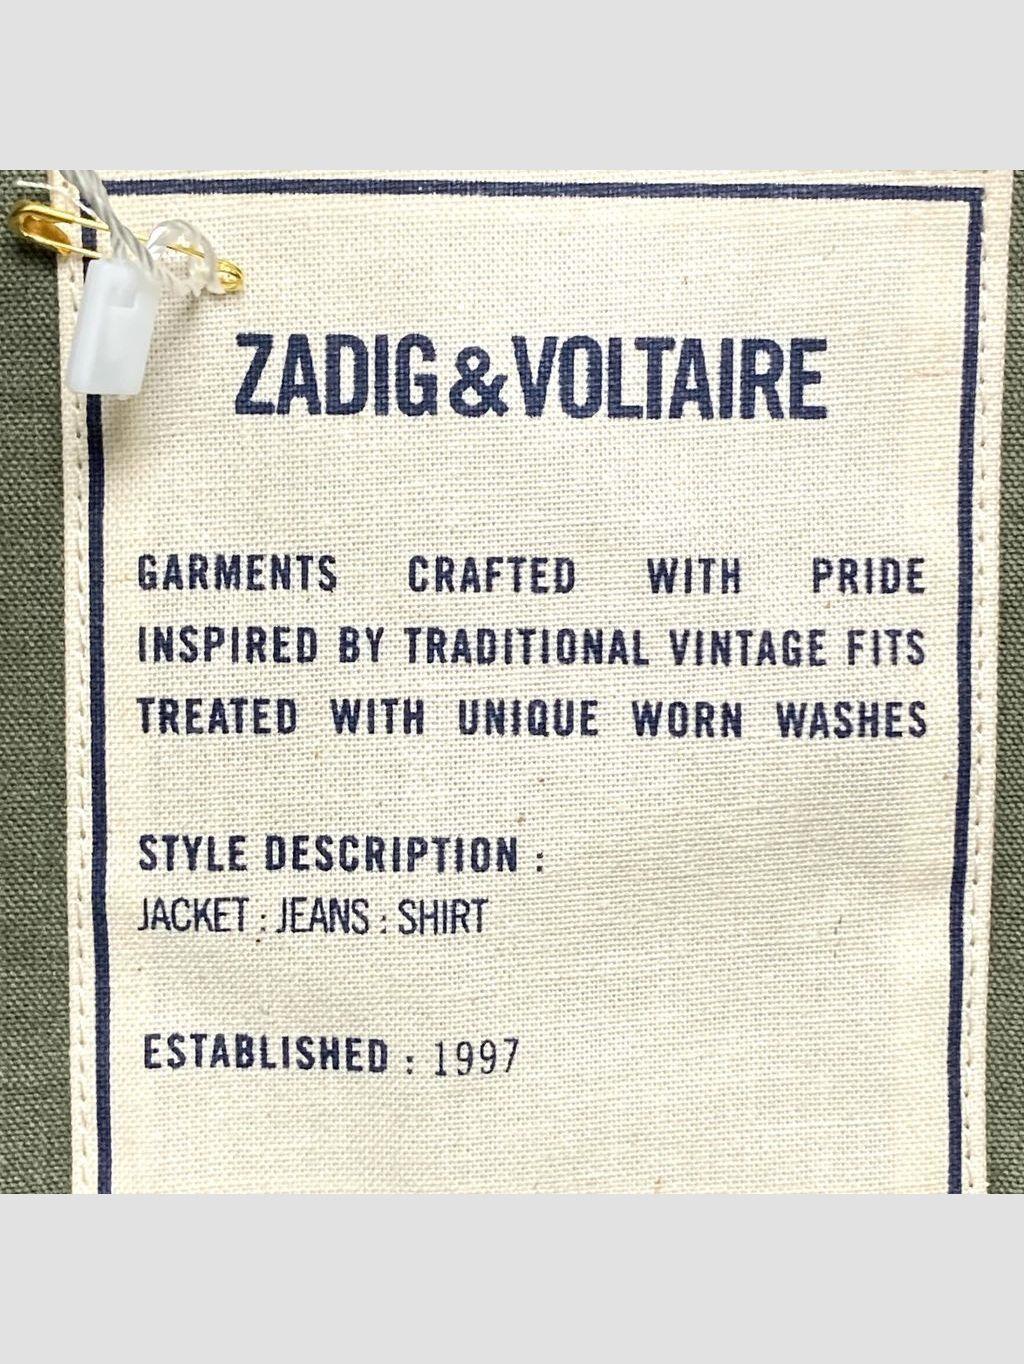 ZADIG&VOLTAIRE
GARMENTS CRAFTED WITH PRIDE
INSPIRED BY TRADITIONAL VINTAGE FITS
TREATED WITH UNIQUE WORN WASHES
STYLE DESCRIPTION :
JACKET : JEANS : SHIRT
ESTABLISHED : 1997